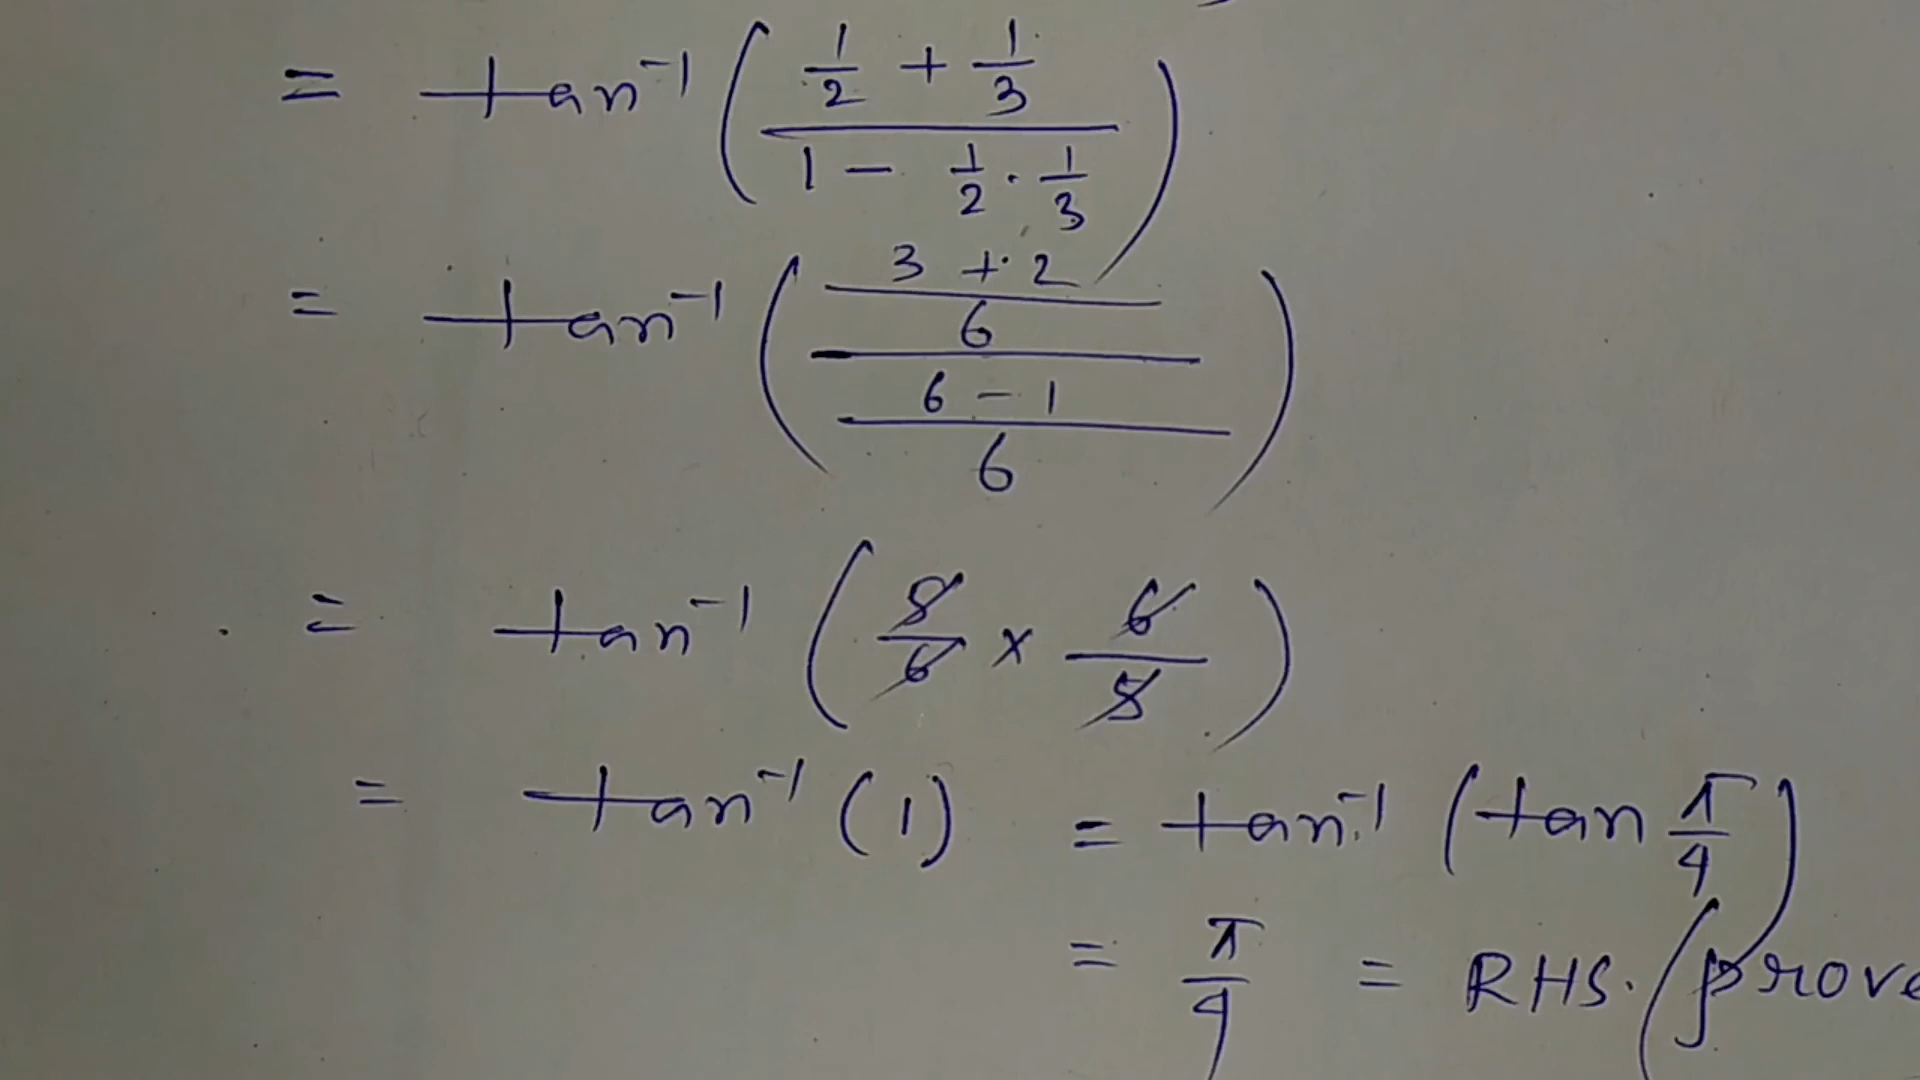 = tan⁻¹ ( (1/2 + 1/3) / (1 - 1/2 . 1/3) )
= tan⁻¹ ( ((3 + 2)/6) / ((6 - 1)/6) )
= tan⁻¹ ( 5/6 × 6/5 )
= tan⁻¹ (1) = tan⁻¹ (tan π/4)
= π/4 = RHS. (prove